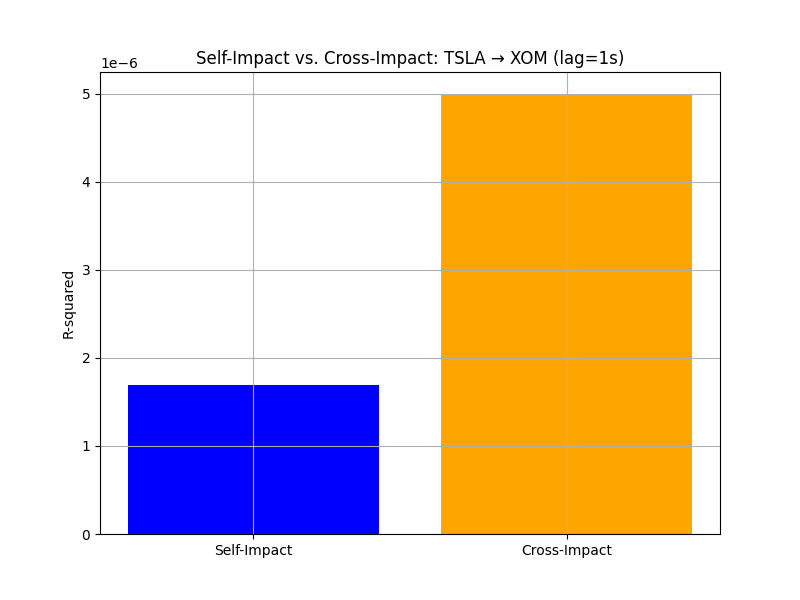 Self-Impact vs. Cross-Impact: TSLA → XOM (lag=1s)
1e−6
5
4
3
2
1
0
R-squared
Self-Impact
Cross-Impact